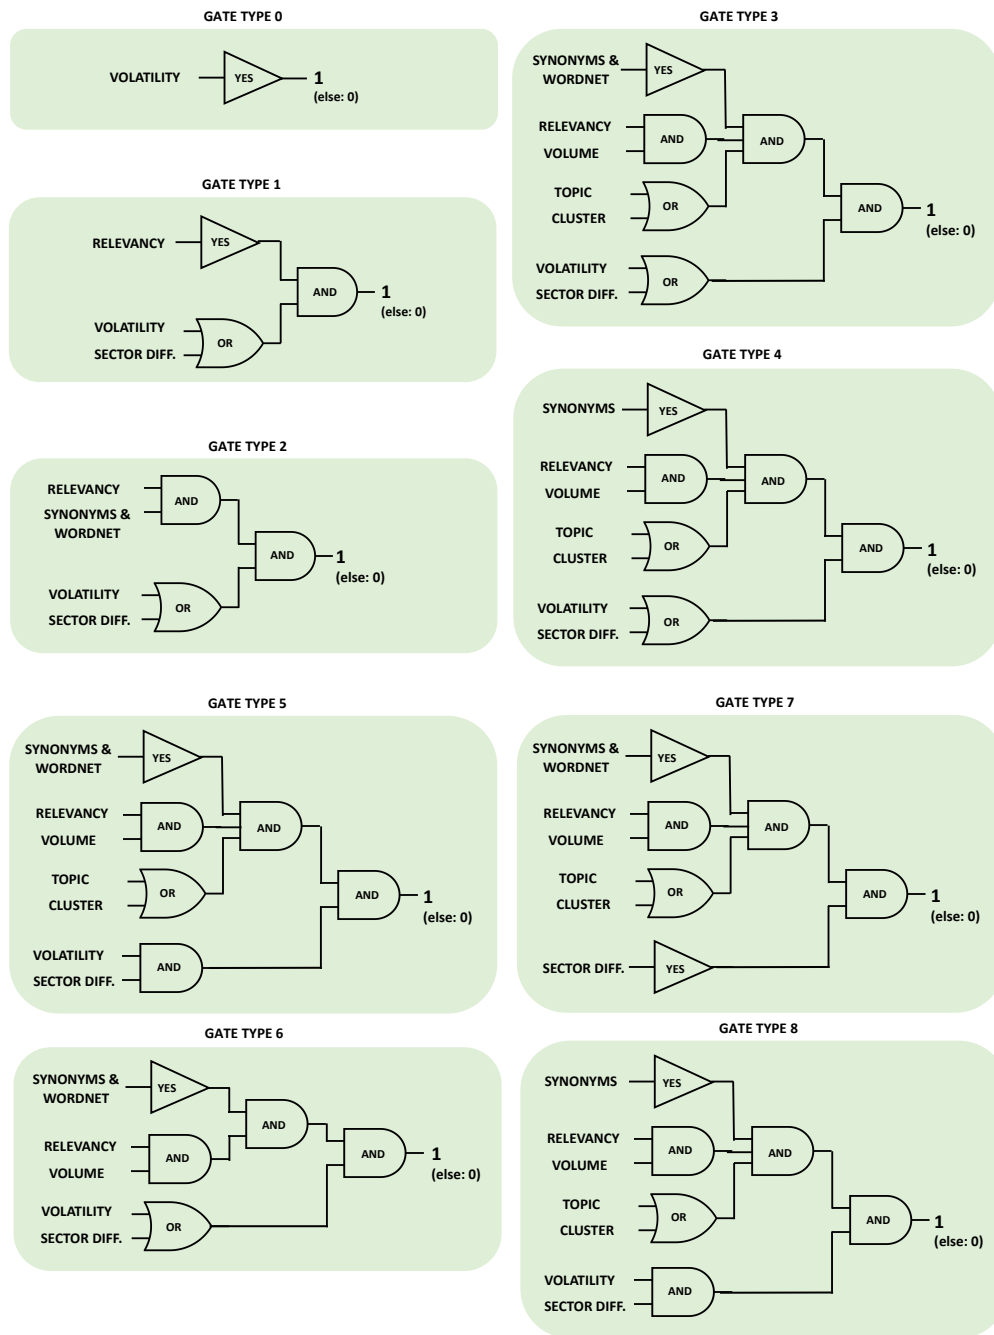 GATE TYPE 0
VOLATILITY
YES
1
(else: 0)
GATE TYPE 1
RELEVANCY
YES
VOLATILITY
SECTOR DIFF.
OR
AND
1
(else: 0)
GATE TYPE 2
RELEVANCY
SYNONYMS &
WORDNET
AND
VOLATILITY
SECTOR DIFF.
OR
AND
1
(else: 0)
GATE TYPE 3
SYNONYMS &
WORDNET
YES
RELEVANCY
VOLUME
AND
AND
TOPIC
CLUSTER
OR
VOLATILITY
SECTOR DIFF.
OR
AND
1
(else: 0)
GATE TYPE 4
SYNONYMS
YES
RELEVANCY
VOLUME
AND
AND
TOPIC
CLUSTER
OR
VOLATILITY
SECTOR DIFF.
OR
AND
1
(else: 0)
GATE TYPE 5
SYNONYMS &
WORDNET
YES
RELEVANCY
VOLUME
AND
AND
TOPIC
CLUSTER
OR
VOLATILITY
SECTOR DIFF.
AND
AND
1
(else: 0)
GATE TYPE 7
SYNONYMS &
WORDNET
YES
RELEVANCY
VOLUME
AND
AND
TOPIC
CLUSTER
OR
SECTOR DIFF.
YES
AND
1
(else: 0)
GATE TYPE 6
SYNONYMS &
WORDNET
YES
RELEVANCY
VOLUME
AND
AND
VOLATILITY
SECTOR DIFF.
OR
AND
1
(else: 0)
GATE TYPE 8
SYNONYMS
YES
RELEVANCY
VOLUME
AND
AND
TOPIC
CLUSTER
OR
VOLATILITY
SECTOR DIFF.
AND
AND
1
(else: 0)